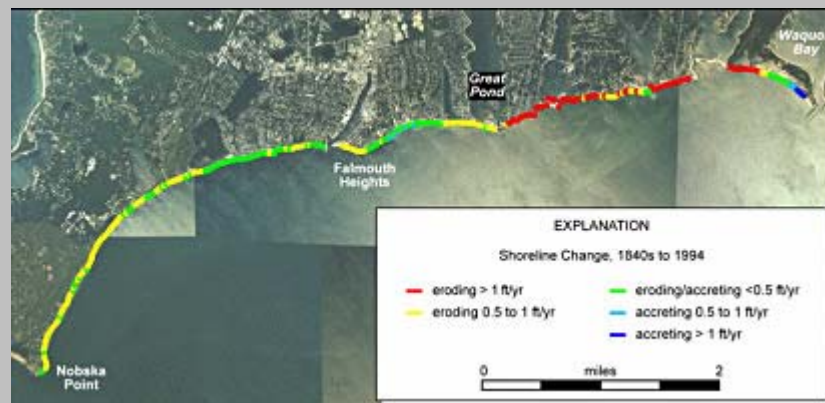 Waquoit
Bay
Great
Pond
Falmouth
Heights
Nobska
Point
EXPLANATION
Shoreline Change, 1840s to 1994
eroding > 1 ft/yr
eroding 0.5 to 1 ft/yr
eroding/accreting <0.5 ft/yr
accreting 0.5 to 1 ft/yr
accreting > 1 ft/yr
0 miles 2